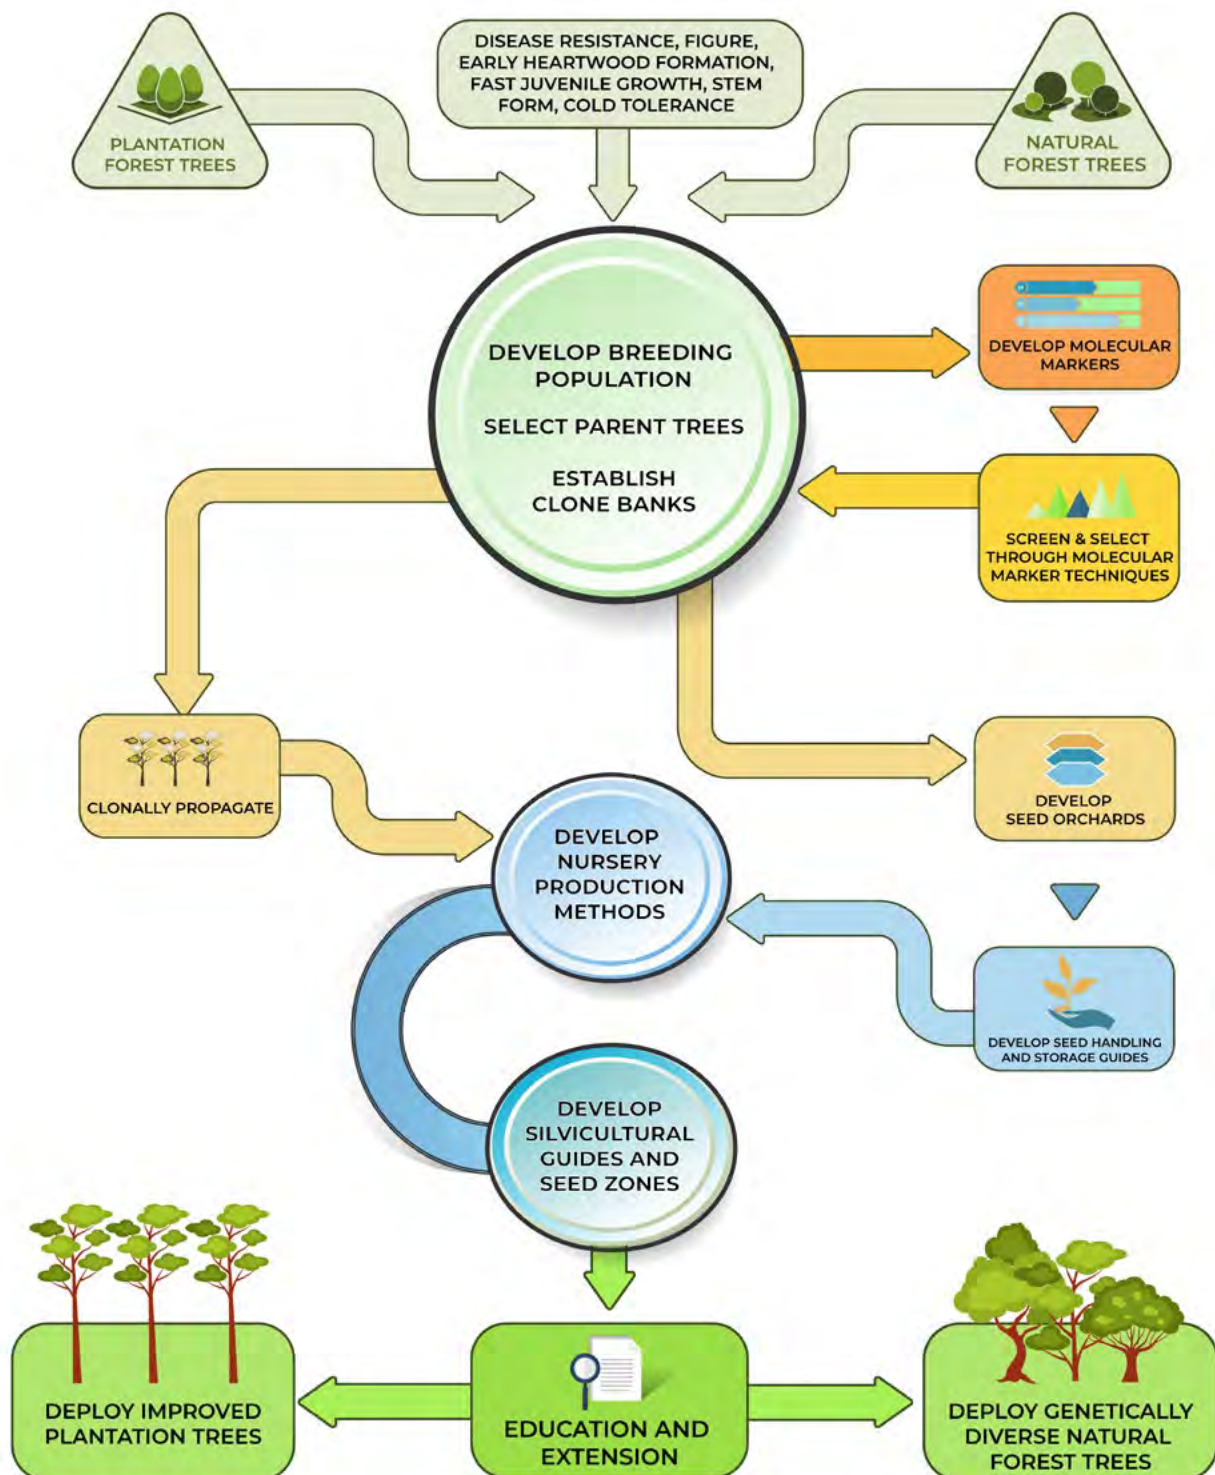 DISEASE RESISTANCE, FIGURE,
EARLY HEARTWOOD FORMATION,
FAST JUVENILE GROWTH, STEM
FORM, COLD TOLERANCE
PLANTATION
FOREST TREES
NATURAL
FOREST TREES
DEVELOP BREEDING
POPULATION
SELECT PARENT TREES
ESTABLISH
CLONE BANKS
DEVELOP MOLECULAR
MARKERS
SCREEN & SELECT
THROUGH MOLECULAR
MARKER TECHNIQUES
CLONALLY PROPAGATE
DEVELOP
SEED ORCHARDS
DEVELOP
NURSERY
PRODUCTION
METHODS
DEVELOP SEED HANDLING
AND STORAGE GUIDES
DEVELOP
SILVICULTURAL
GUIDES AND
SEED ZONES
DEPLOY IMPROVED
PLANTATION TREES
EDUCATION AND
EXTENSION
DEPLOY GENETICALLY
DIVERSE NATURAL
FOREST TREES